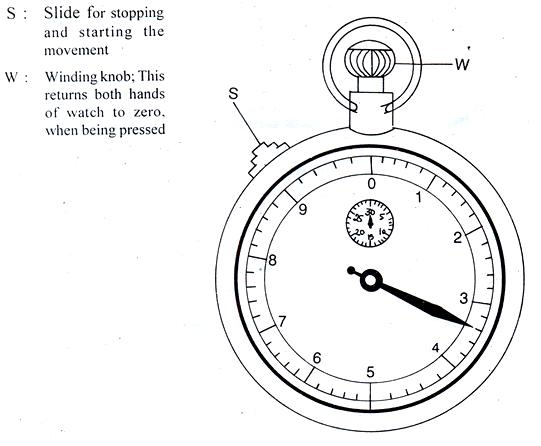 S : Slide for stopping
and starting the
movement
W : Winding knob; This
returns both hands
of watch to zero,
when being pressed
W
S
0
1
2
3
4
5
6
7
8
9
30
5
10
15
20
25